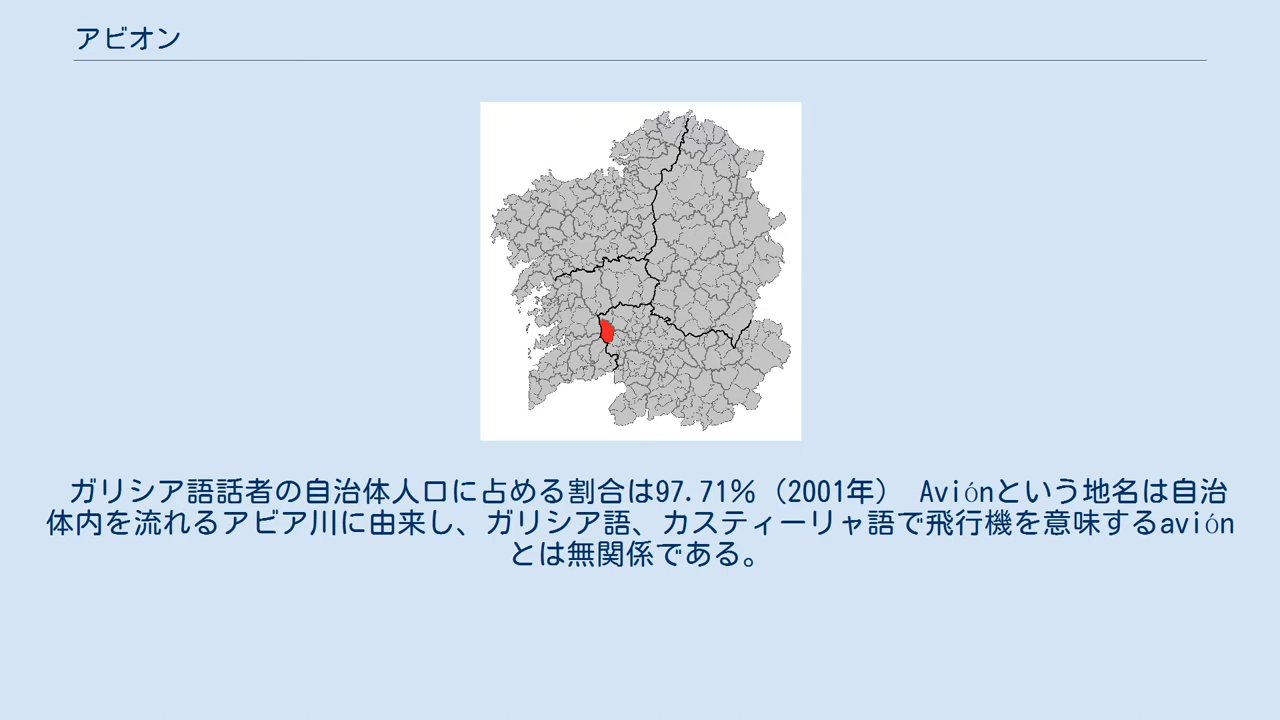 アビオン
ガリシア語話者の自治体人口に占める割合は97.71％（2001年） Aviónという地名は自治
体内を流れるアビア川に由来し、ガリシア語、カスティーリャ語で飛行機を意味するavión
とは無関係である。